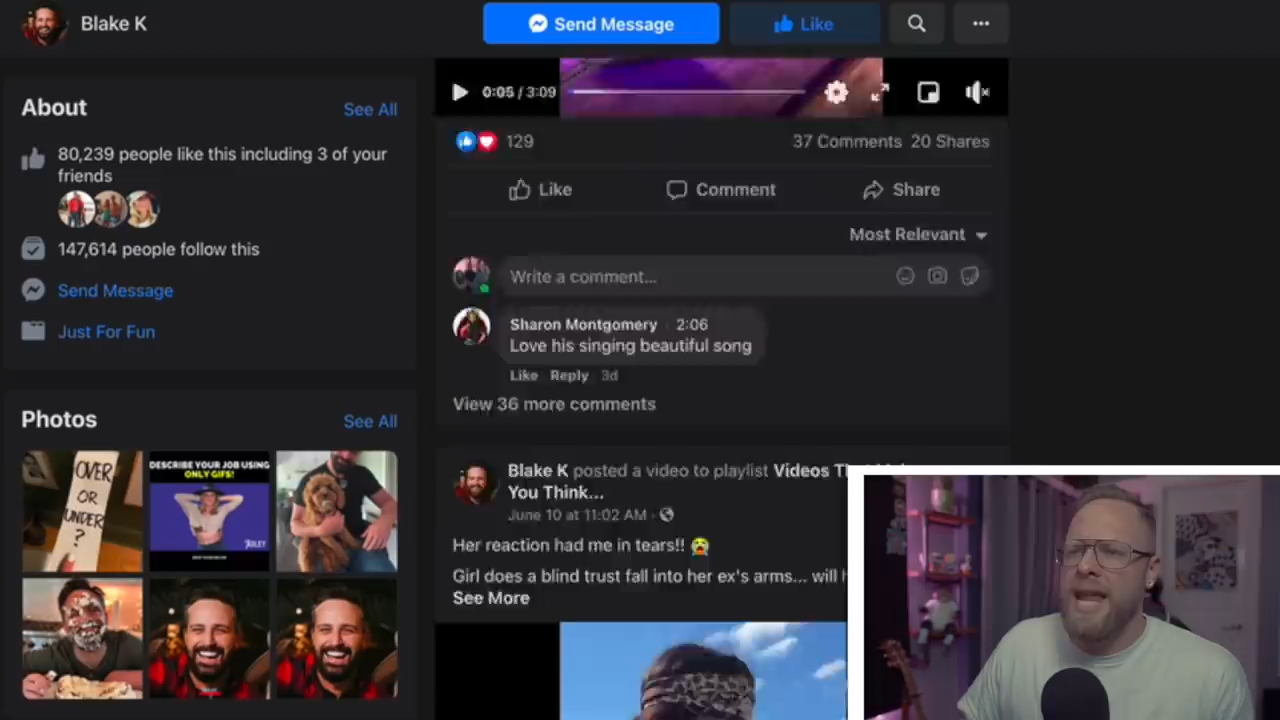 Blake K
Send Message
Like
About
See All
80,239 people like this including 3 of your
friends
147,614 people follow this
Send Message
Just For Fun
Photos
See All
OVER
OR
UNDER?
DESCRIBE YOUR JOB USING
ONLY GIFS!
0:05 / 3:09
129
37 Comments 20 Shares
Like
Comment
Share
Most Relevant
Write a comment...
Sharon Montgomery · 2:06
Love his singing beautiful song
Like Reply 3d
View 36 more comments
Blake K posted a video to playlist Videos
You Think...
June 10 at 11:02 AM ·
Her reaction had me in tears!! 😭
Girl does a blind trust fall into her ex's arms... will
See More